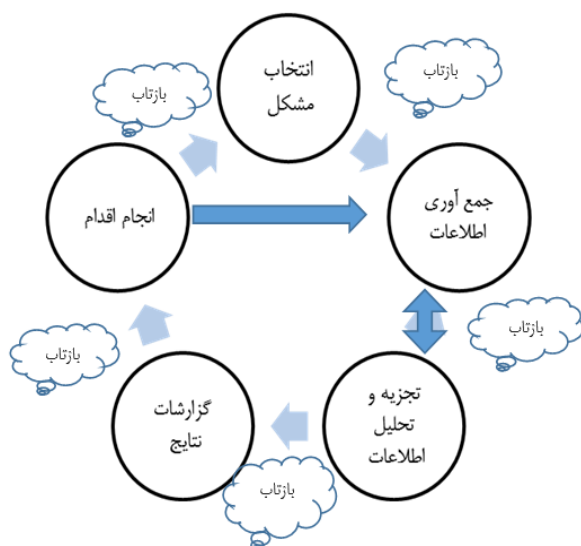 انتخاب
مشکل
بازتاب
بازتاب
جمع آوری
اطلاعات
انجام اقدام
بازتاب
بازتاب
تجزیه و
تحلیل
اطلاعات
گزارشات
نتایج
بازتاب